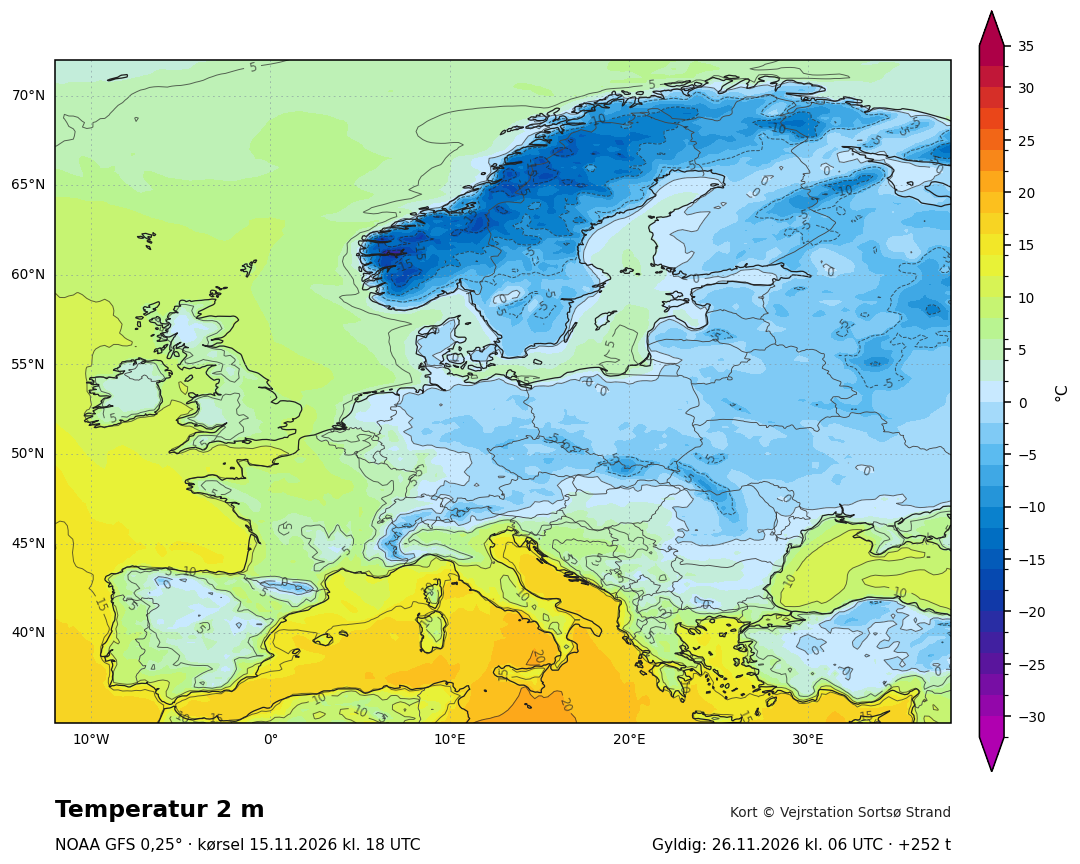 35
30
25
20
15
10
5
0
−5
−10
−15
−20
−25
−30
°C
70°N
65°N
60°N
55°N
50°N
45°N
40°N
10°W 0° 10°E 20°E 30°E
Temperatur 2 m
Kort © Vejrstation Sortsø Strand
NOAA GFS 0,25° · kørsel 15.11.2026 kl. 18 UTC
Gyldig: 26.11.2026 kl. 06 UTC · +252 t